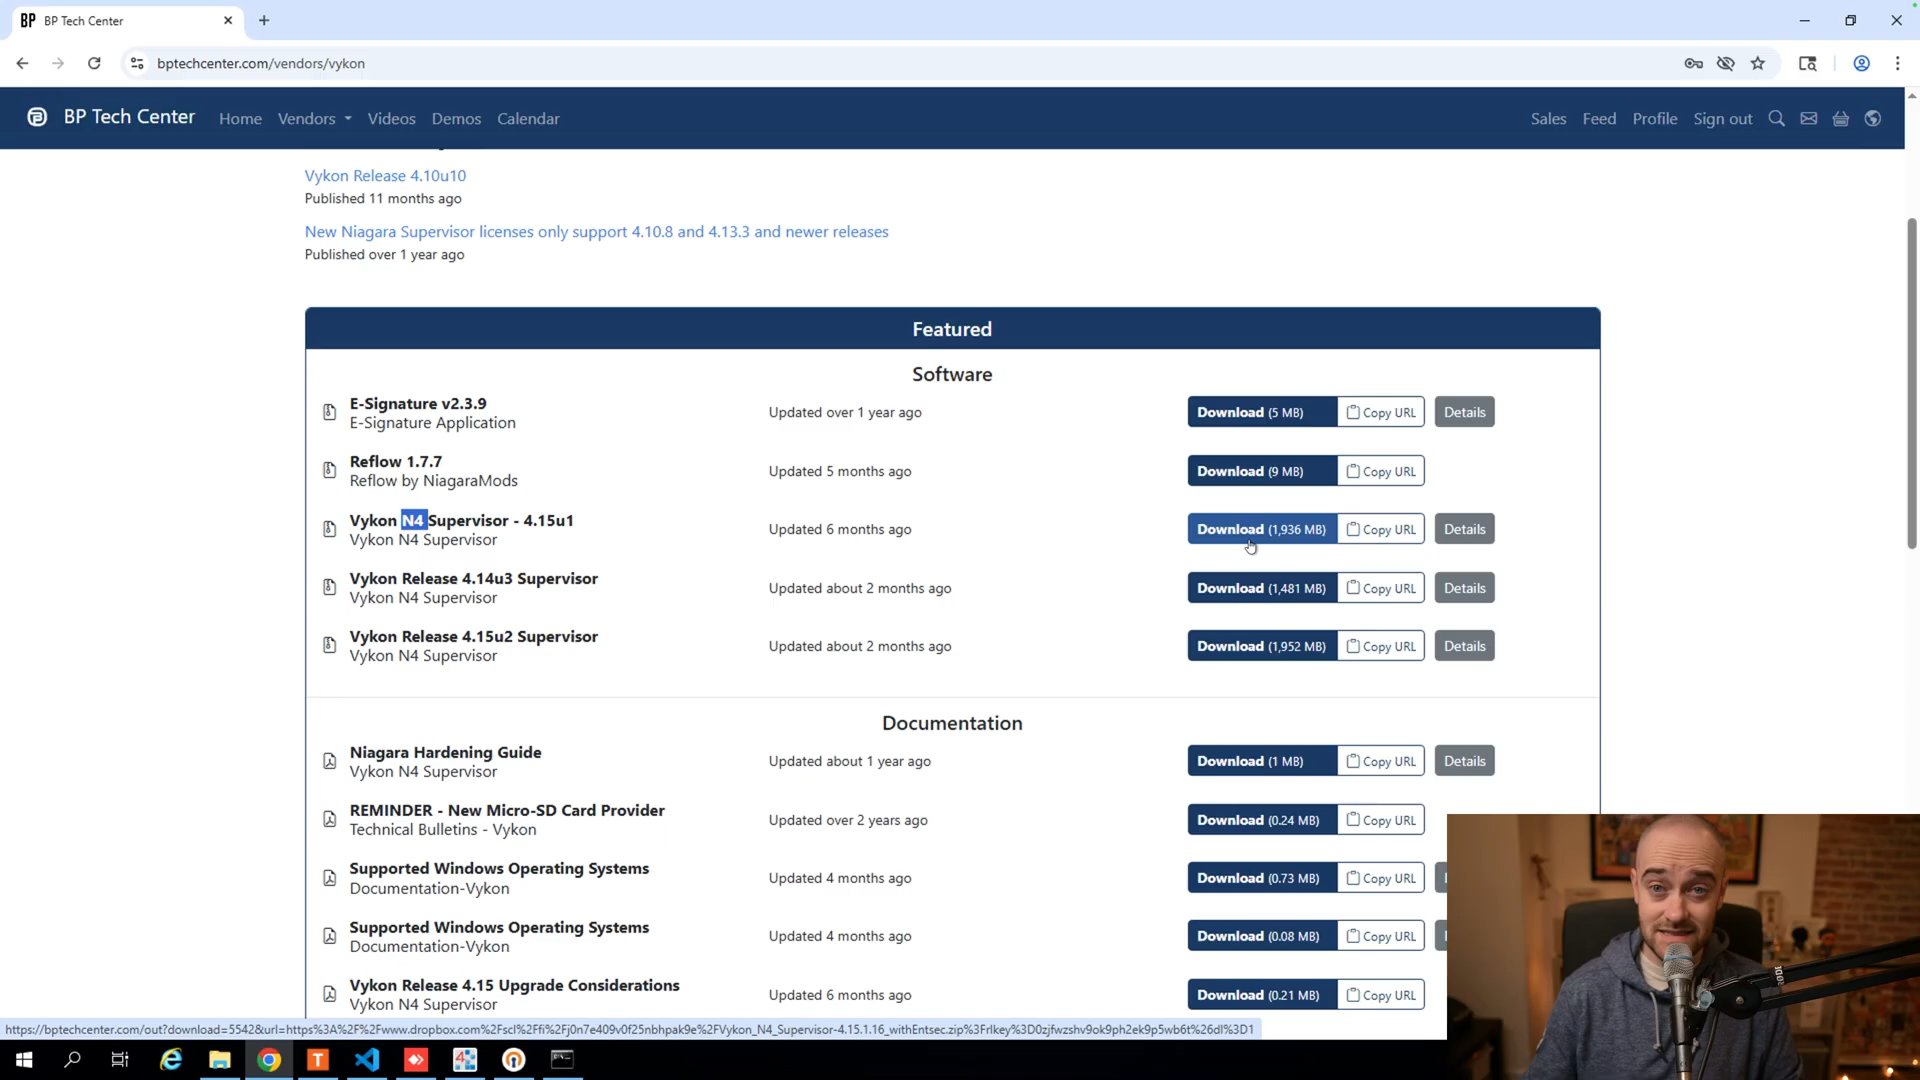 BP BP Tech Center
bptechcenter.com/vendors/vykon
BP Tech Center Home Vendors Videos Demos Calendar Sales Feed Profile Sign out
Vykon Release 4.10u10
Published 11 months ago
New Niagara Supervisor licenses only support 4.10.8 and 4.13.3 and newer releases
Published over 1 year ago
Featured
Software
E-Signature v2.3.9
E-Signature Application
Updated over 1 year ago
Download (5 MB) Copy URL Details
Reflow 1.7.7
Reflow by NiagaraMods
Updated 5 months ago
Download (9 MB) Copy URL
Vykon N4 Supervisor - 4.15u1
Vykon N4 Supervisor
Updated 6 months ago
Download (1,936 MB) Copy URL Details
Vykon Release 4.14u3 Supervisor
Vykon N4 Supervisor
Updated about 2 months ago
Download (1,481 MB) Copy URL Details
Vykon Release 4.15u2 Supervisor
Vykon N4 Supervisor
Updated about 2 months ago
Download (1,952 MB) Copy URL Details
Documentation
Niagara Hardening Guide
Vykon N4 Supervisor
Updated about 1 year ago
Download (1 MB) Copy URL Details
REMINDER - New Micro-SD Card Provider
Technical Bulletins - Vykon
Updated over 2 years ago
Download (0.24 MB) Copy URL
Supported Windows Operating Systems
Documentation-Vykon
Updated 4 months ago
Download (0.73 MB) Copy URL
Supported Windows Operating Systems
Documentation-Vykon
Updated 4 months ago
Download (0.08 MB) Copy URL
Vykon Release 4.15 Upgrade Considerations
Vykon N4 Supervisor
Updated 6 months ago
Download (0.21 MB) Copy URL
https://bptechcenter.com/out?download=5542&url=https%3A%2F%2Fwww.dropbox.com%2Fscl%2Ffi%2Fj0n7e409v0f25nbhpak9e%2FVykon_N4_Supervisor-4.15.1.16_withEntsec.zip%3Frlkey%3D0zjfwzshv9ok9ph2ek9p5wb6t%26dl%3D1